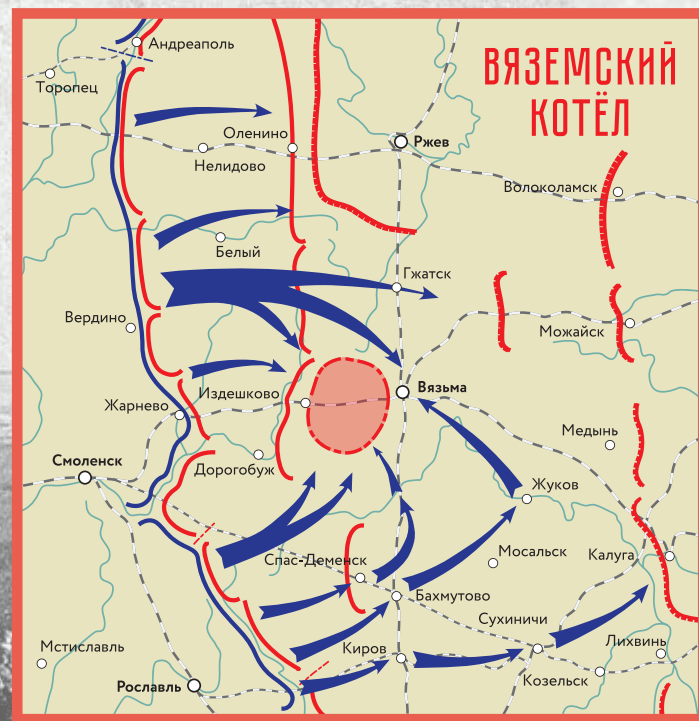 ВЯЗЕМСКИЙ
КОТЁЛ
Андреаполь
Торопец
Оленино
Ржев
Нелидово
Волоколамск
Белый
Гжатск
Вердино
Можайск
Издешково
Вязьма
Жарнево
Медынь
Смоленск
Дорогобуж
Жуков
Спас-Деменск
Мосальск
Калуга
Бахмутово
Сухиничи
Мстиславль
Киров
Лихвинь
Рославль
Козельск